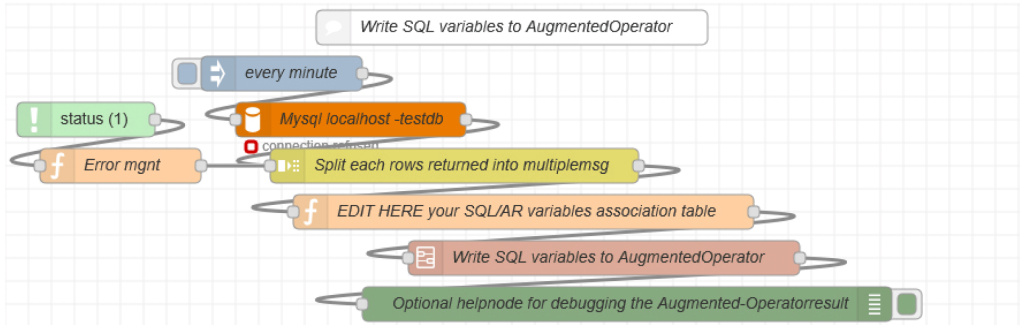 Write SQL variables to AugmentedOperator
every minute
status (1)
Mysql localhost -testdb
connection refused
Error mgnt
Split each rows returned into multiplemsg
EDIT HERE your SQL/AR variables association table
Write SQL variables to AugmentedOperator
Optional helpnode for debugging the Augmented-Operatorresult